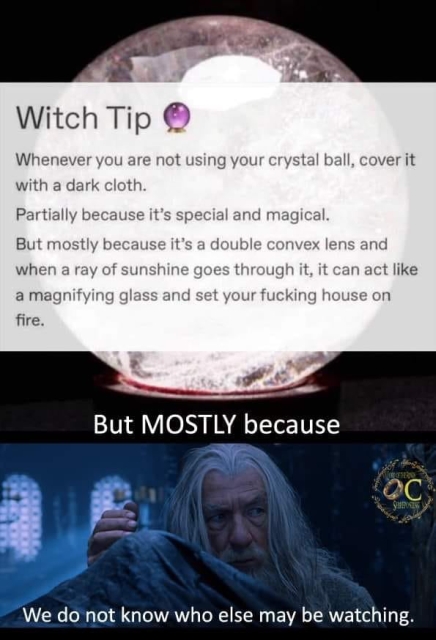 Witch Tip 🔮
Whenever you are not using your crystal ball, cover it
with a dark cloth.
Partially because it's special and magical.
But mostly because it's a double convex lens and
when a ray of sunshine goes through it, it can act like
a magnifying glass and set your fucking house on
fire.
But MOSTLY because
OC
We do not know who else may be watching.